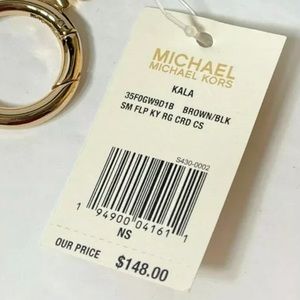 MICHAEL
MICHAEL KORS
KALA
35F0GW9D1B BROWN/BLK
SM FLP KY RG CRD CS
S430-0002
1 94900 04161 1
NS
OUR PRICE $148.00